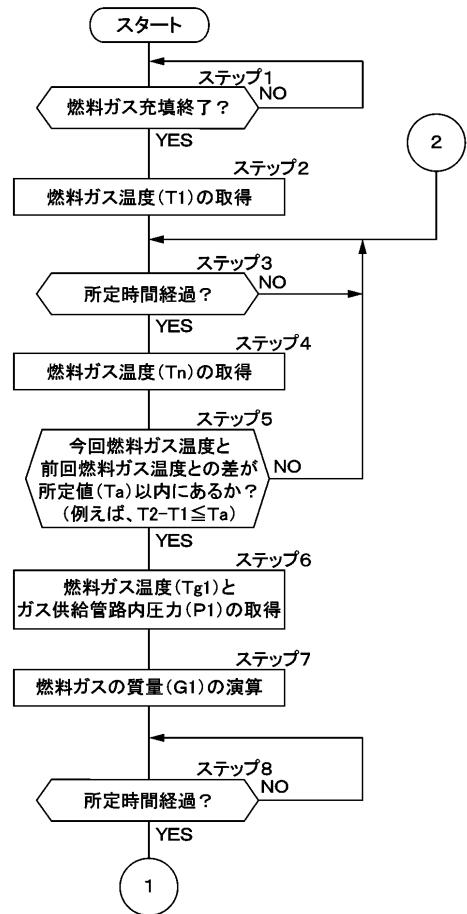 スタート
ステップ1
燃料ガス充填終了?
NO
YES
2
ステップ2
燃料ガス温度(T1)の取得
ステップ3
所定時間経過?
NO
YES
ステップ4
燃料ガス温度(Tn)の取得
ステップ5
今回燃料ガス温度と
前回燃料ガス温度との差が
所定値(Ta)以内にあるか?
(例えば、T2-T1≦Ta)
NO
YES
ステップ6
燃料ガス温度(Tg1)と
ガス供給管路内圧力(P1)の取得
ステップ7
燃料ガスの質量(G1)の演算
ステップ8
所定時間経過?
NO
YES
1